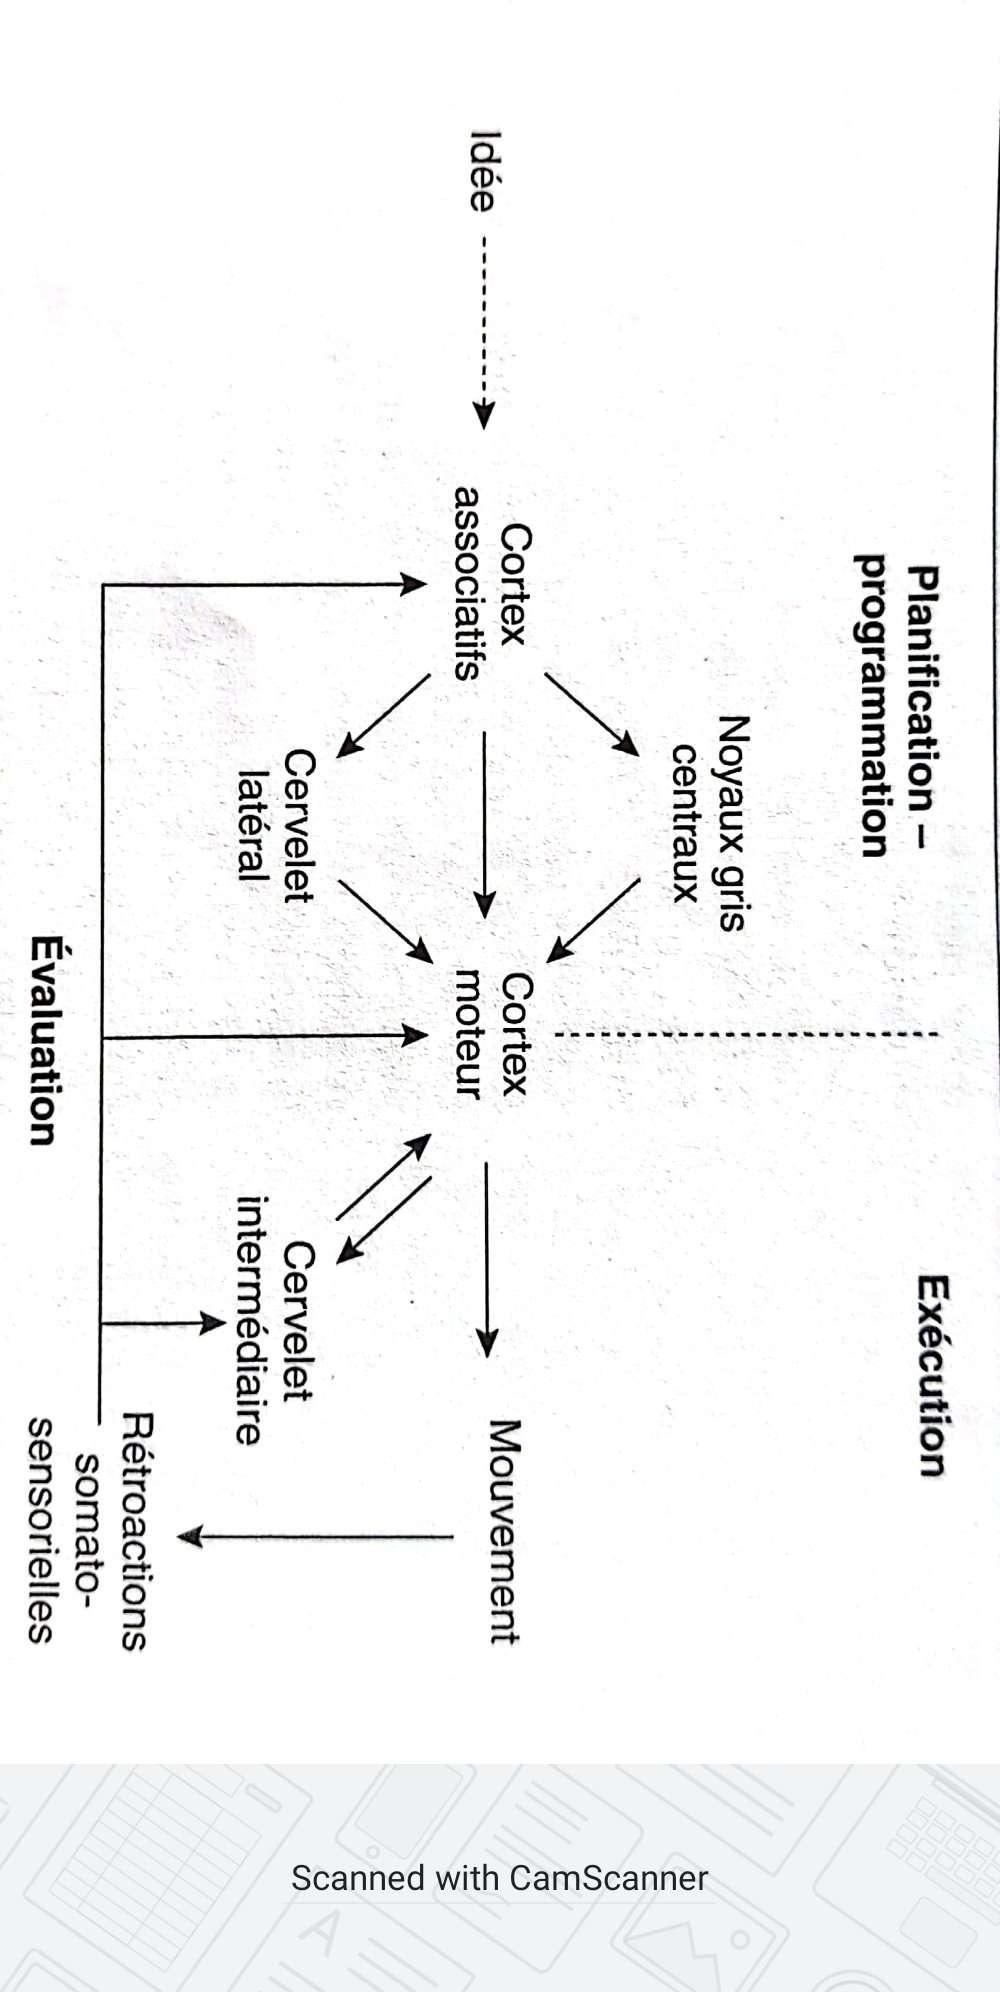 Planification –
programmation
Exécution
Noyaux gris
centraux
Idée
Cortex
associatifs
Cortex
moteur
Mouvement
Cervelet
latéral
Cervelet
intermédiaire
Rétroactions
somato-
sensorielles
Évaluation
Scanned with CamScanner